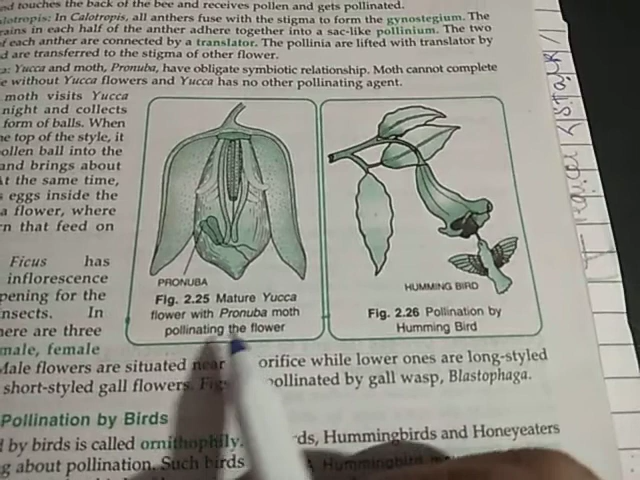 nd touches the back of the bee and receives pollen and gets pollinated.
alotropis: In Calotropis, all anthers fuse with the stigma to form the gynostegium. The
rains in each half of the anther adhere together into a sac-like pollinium. The two
of each anther are connected by a translator. The pollinia are lifted with translator by
d are transferred to the stigma of other flower.
a: Yucca and moth, Pronuba, have obligate symbiotic relationship. Moth cannot complete
e without Yucca flowers and Yucca has no other pollinating agent.
moth visits Yucca
night and collects
form of balls. When
he top of the style, it
ollen ball into the
and brings about
At the same time,
s eggs inside the
a flower, where
rn that feed on
Ficus has
inflorescence
pening for the
insects. In
here are three
male, female
PRONUBA
Fig. 2.25 Mature Yucca
flower with Pronuba moth
pollinating the flower
HUMMING BIRD
Fig. 2.26 Pollination by
Humming Bird
Male flowers are situated near orifice while lower ones are long-styled
short-styled gall flowers. pollinated by gall wasp, Blastophaga.
Pollination by Birds
d by birds is called ornithophily. rds, Hummingbirds and Honeyeaters
g about pollination. Such birds